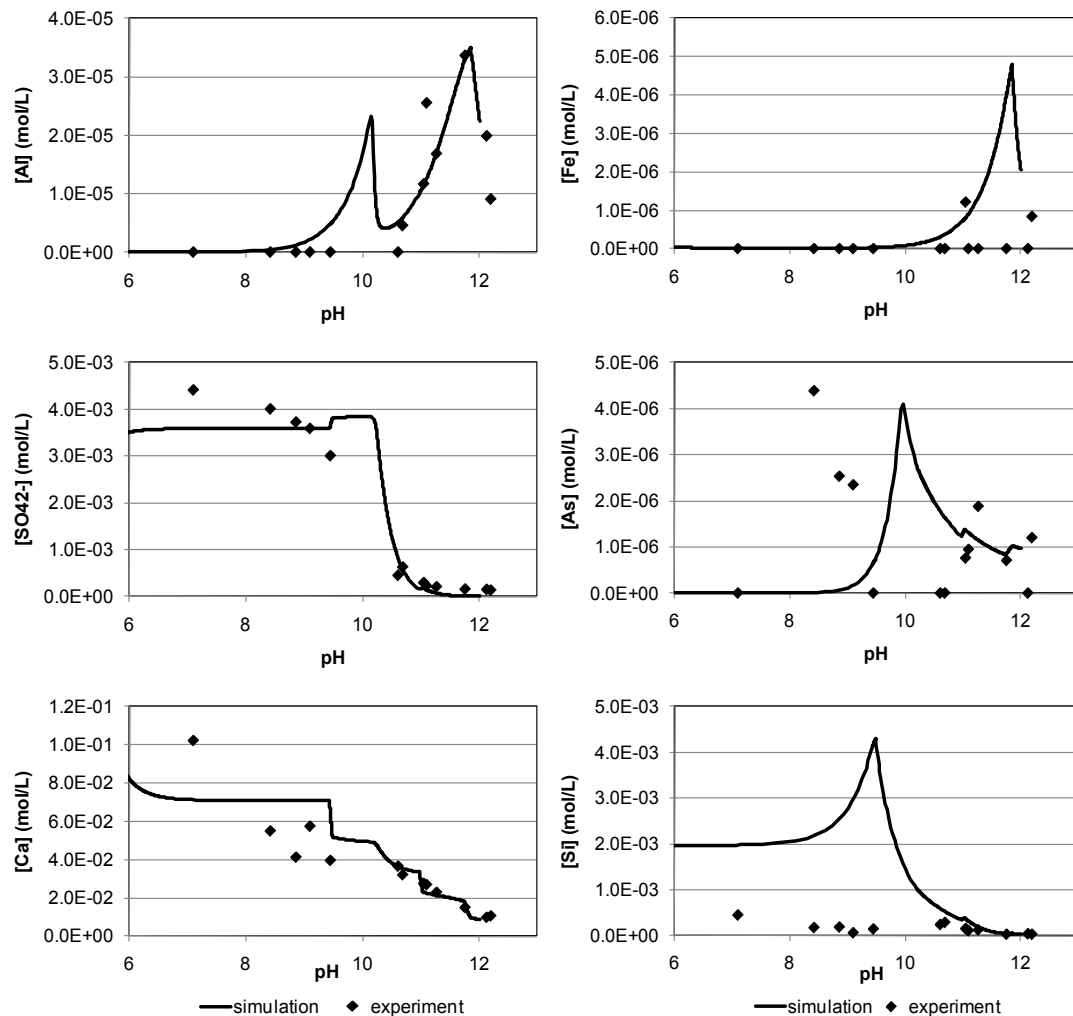 [Al] (mol/L)
4.0E-05
3.0E-05
2.0E-05
1.0E-05
0.0E+00
6 8 10 12
pH
[Fe] (mol/L)
6.0E-06
5.0E-06
4.0E-06
3.0E-06
2.0E-06
1.0E-06
0.0E+00
6 8 10 12
pH
[SO42-] (mol/L)
5.0E-03
4.0E-03
3.0E-03
2.0E-03
1.0E-03
0.0E+00
6 8 10 12
pH
[As] (mol/L)
5.0E-06
4.0E-06
3.0E-06
2.0E-06
1.0E-06
0.0E+00
6 8 10 12
pH
[Ca] (mol/L)
1.2E-01
1.0E-01
8.0E-02
6.0E-02
4.0E-02
2.0E-02
0.0E+00
6 8 10 12
pH
[Si] (mol/L)
5.0E-03
4.0E-03
3.0E-03
2.0E-03
1.0E-03
0.0E+00
6 8 10 12
pH
simulation experiment
simulation experiment